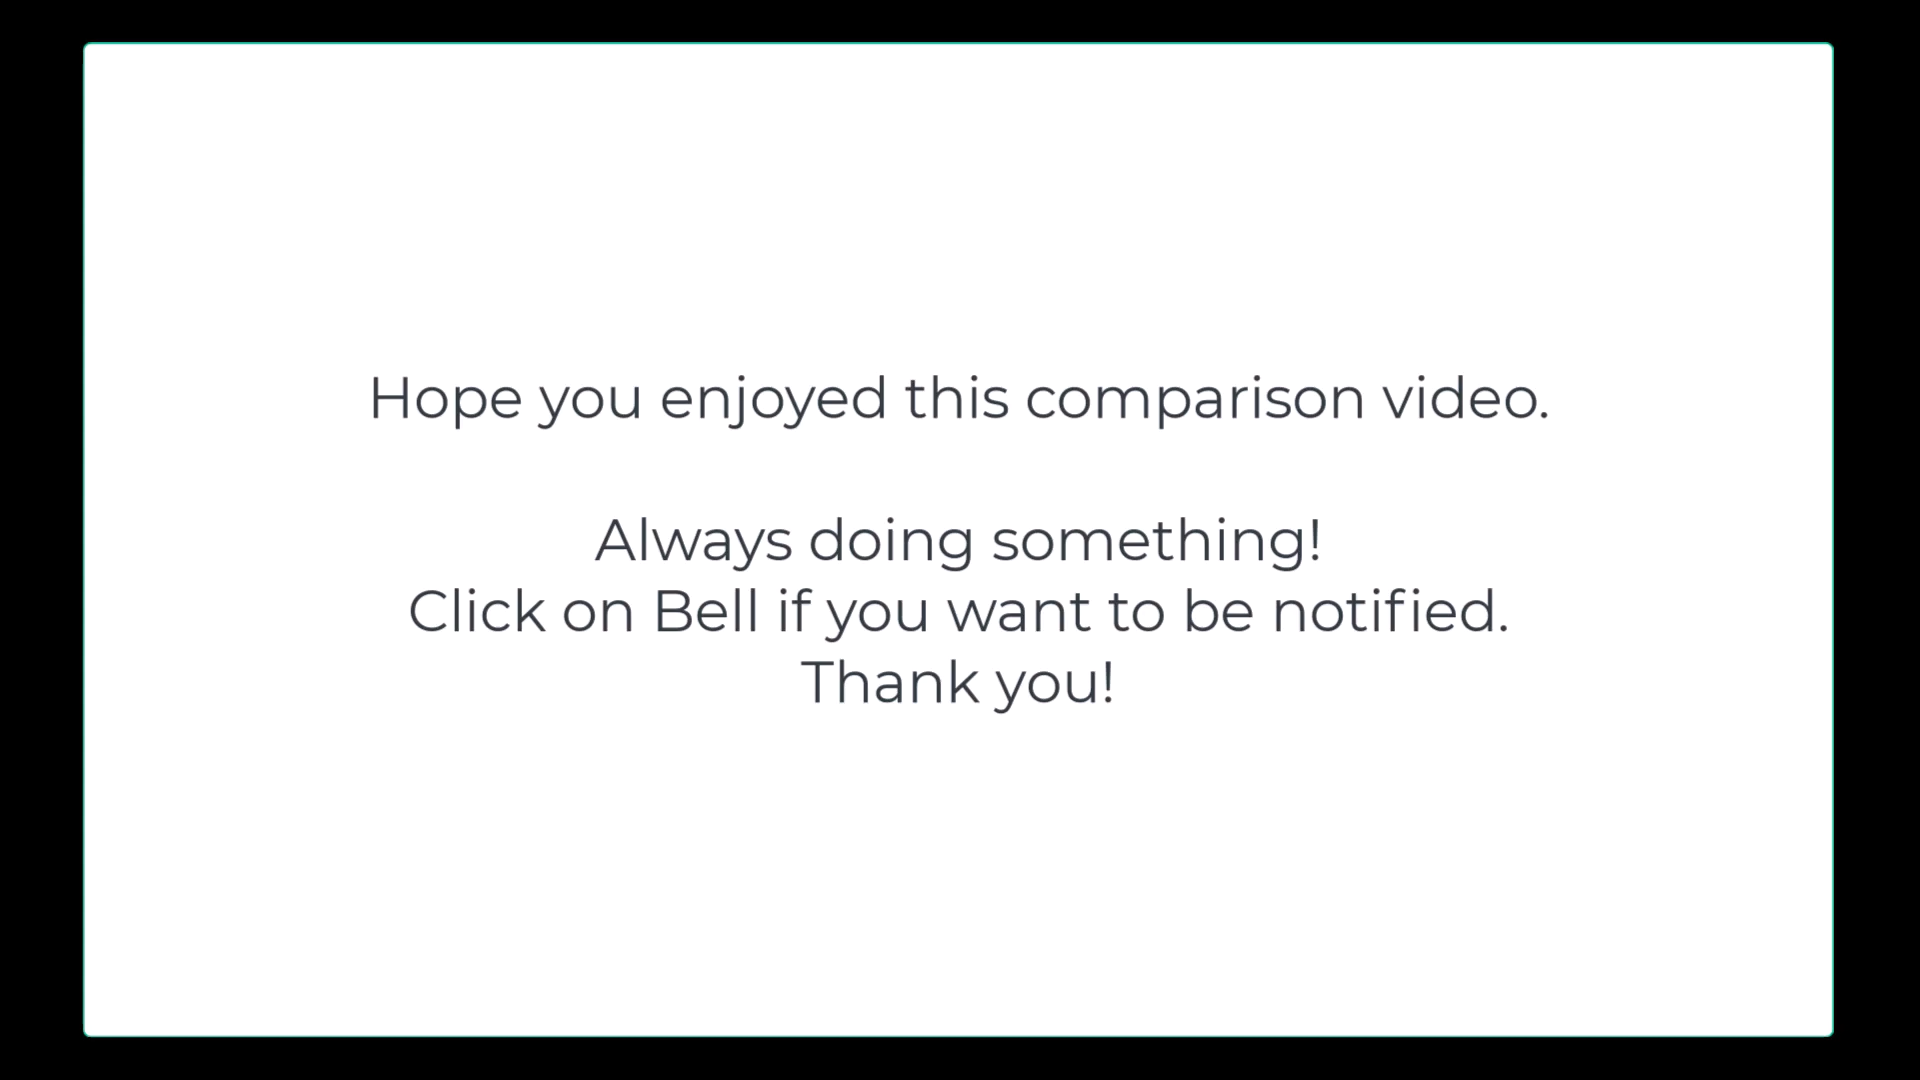 Hope you enjoyed this comparison video.
Always doing something!
Click on Bell if you want to be notified.
Thank you!